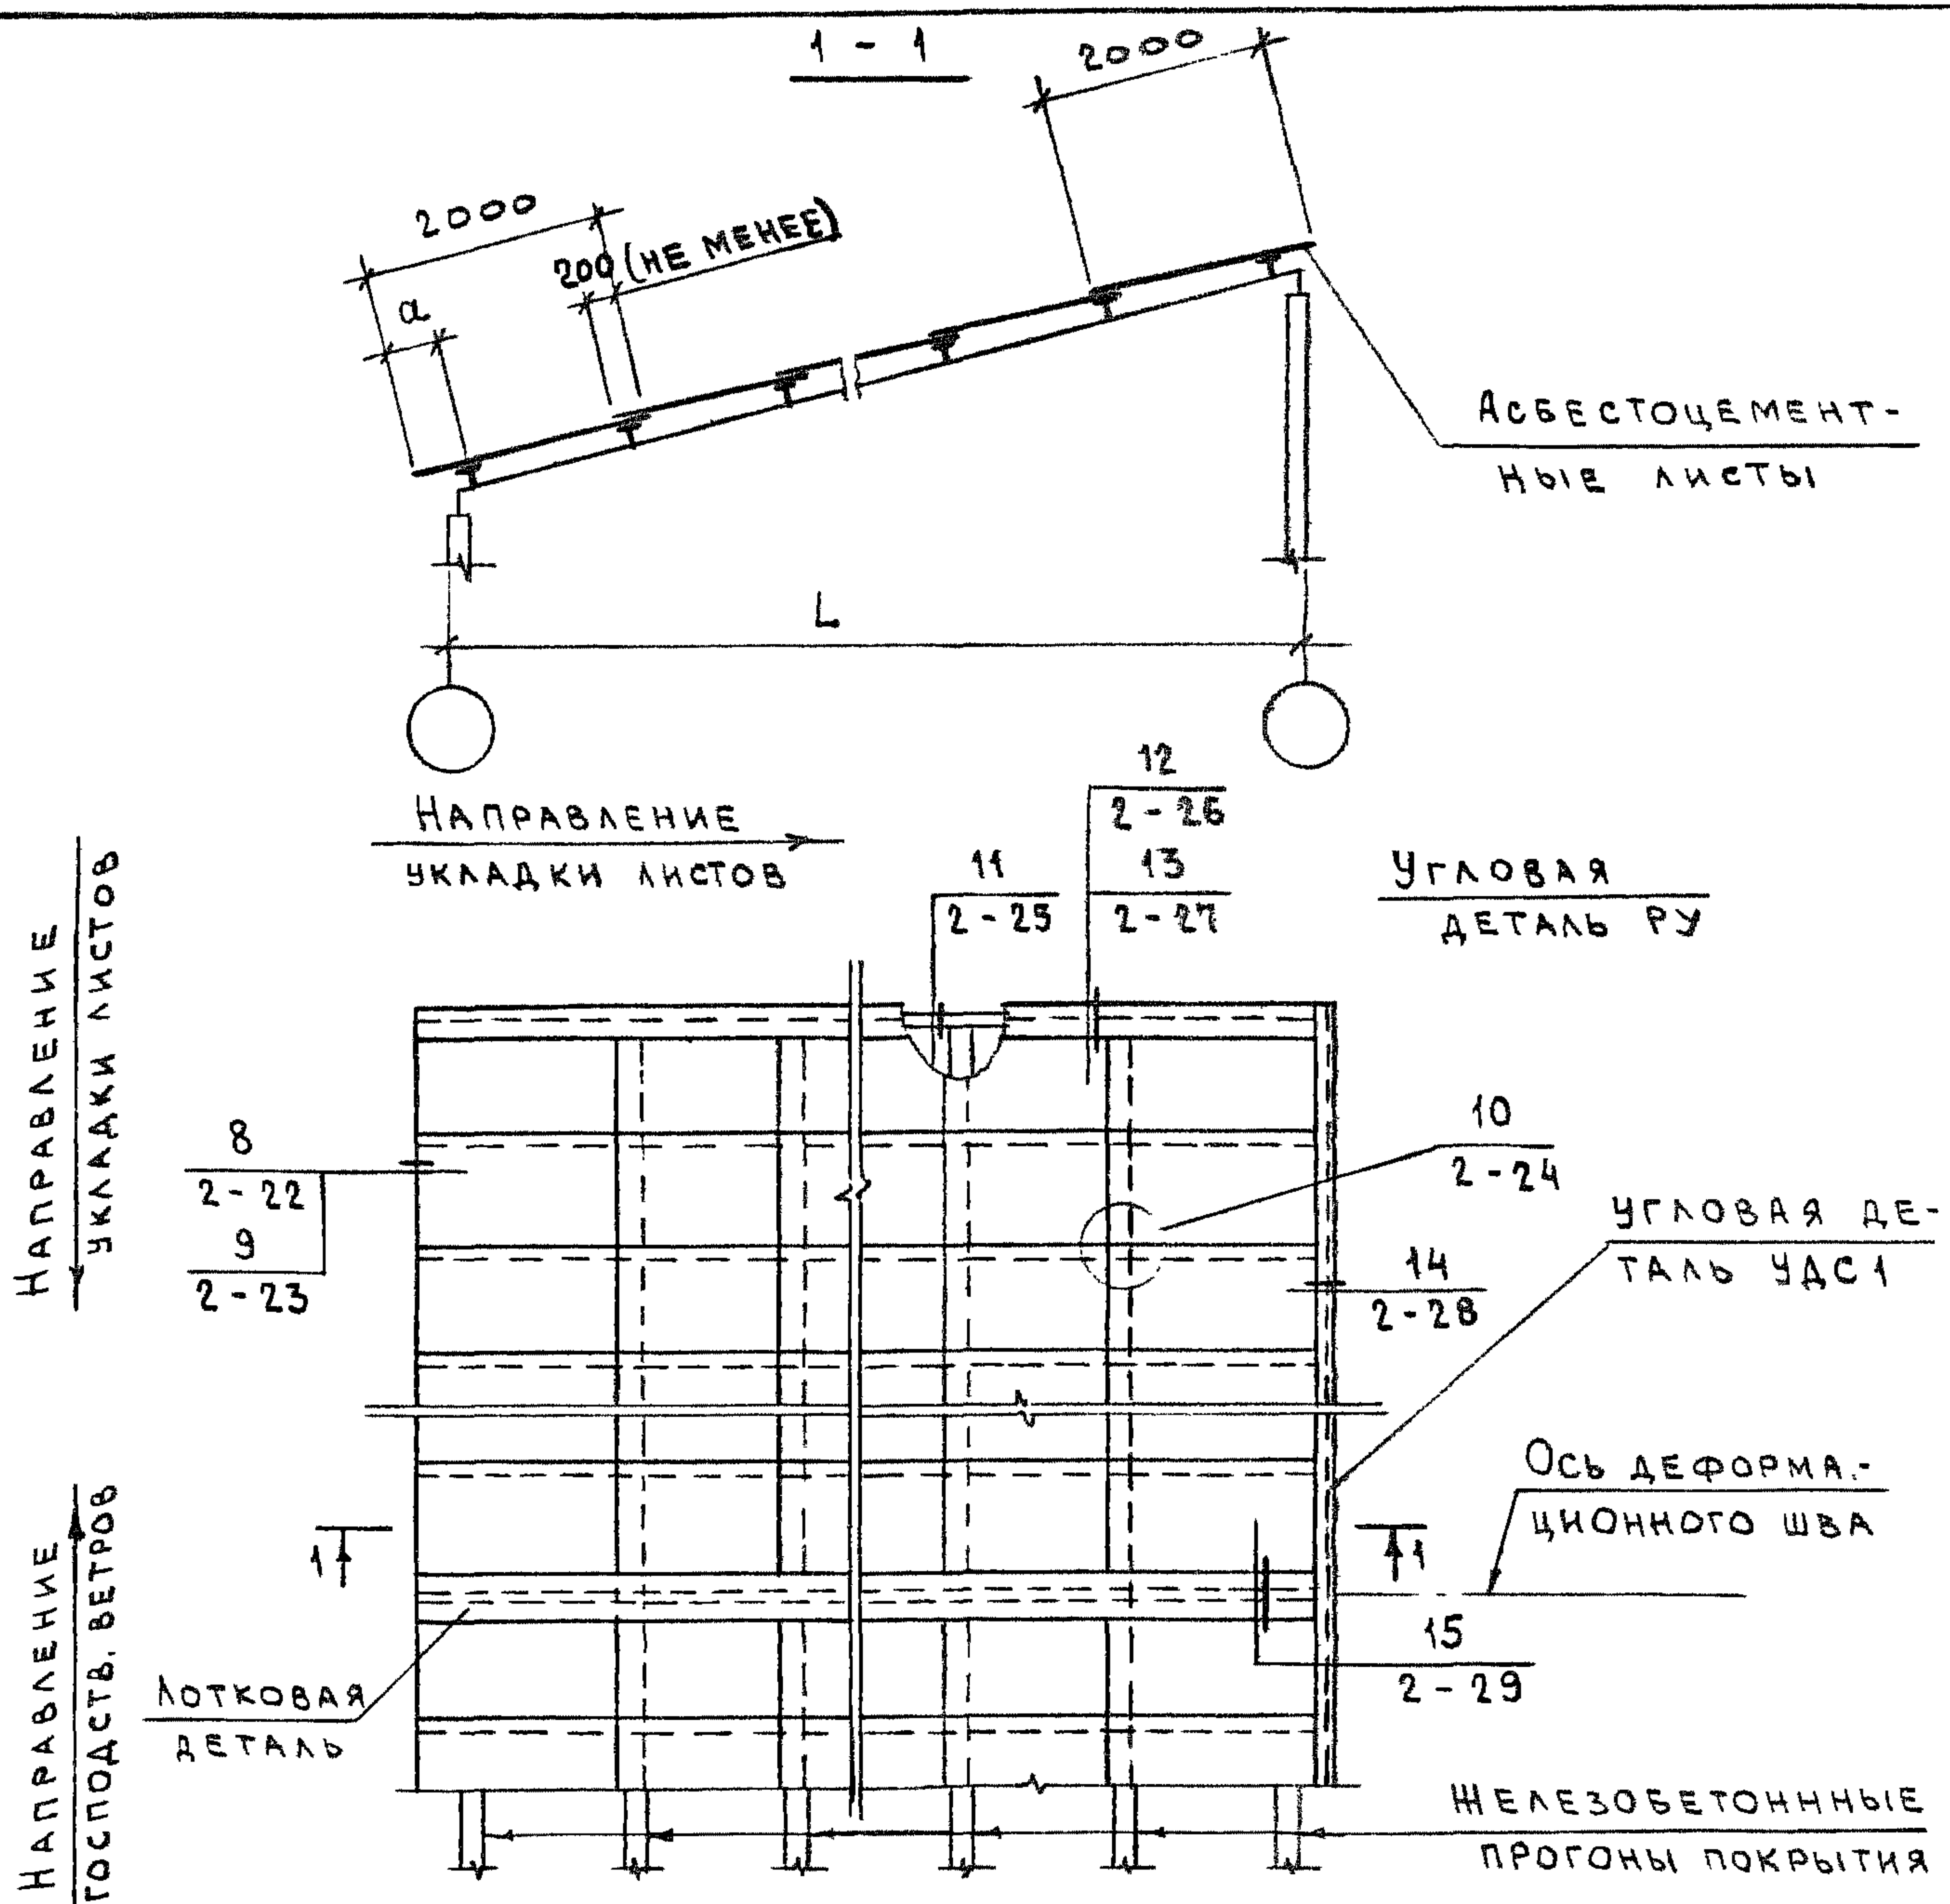 1 - 1
2000
2000
200 (НЕ МЕНЕЕ)
а
АСБЕСТОЦЕМЕНТ-
НЫЕ ЛИСТЫ
L
НАПРАВЛЕНИЕ
УКЛАДКИ ЛИСТОВ
12
2-26
13
2-27
11
2-25
УГЛОВАЯ
ДЕТАЛЬ РУ
НАПРАВЛЕНИЕ
УКЛАДКИ ЛИСТОВ
8
2-22
9
2-23
10
2-24
УГЛОВАЯ ДЕ-
ТАЛЬ УДС1
14
2-28
ОСЬ ДЕФОРМА.-
ЦИОННОГО ШВА
1
1
15
2-29
НАПРАВЛЕНИЕ
ГОСПОДСТВ. ВЕТРОВ
ЛОТКОВАЯ
ДЕТАЛЬ
ЖЕЛЕЗОБЕТОНННЫЕ
ПРОГОНЫ ПОКРЫТИЯ